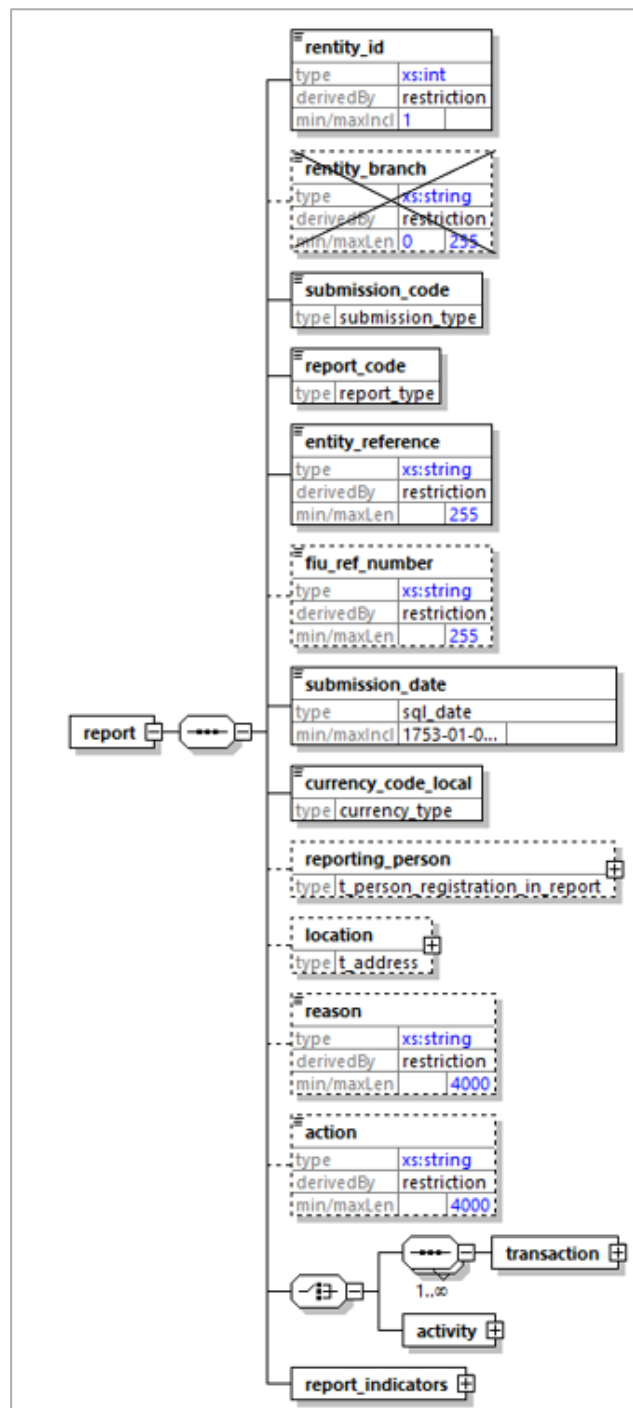 rentity_id
type xs:int
derivedBy restriction
min/maxIncl 1
rentity_branch
type xs:string
derivedBy restriction
min/maxLen 0 255
submission_code
type submission_type
report_code
type report_type
entity_reference
type xs:string
derivedBy restriction
min/maxLen 255
fiu_ref_number
type xs:string
derivedBy restriction
min/maxLen 255
submission_date
type sql_date
min/maxIncl 1753-01-0...
report
currency_code_local
type currency_type
reporting_person
type t_person_registration_in_report
location
type t_address
reason
type xs:string
derivedBy restriction
min/maxLen 4000
action
type xs:string
derivedBy restriction
min/maxLen 4000
transaction
1..∞
activity
report_indicators